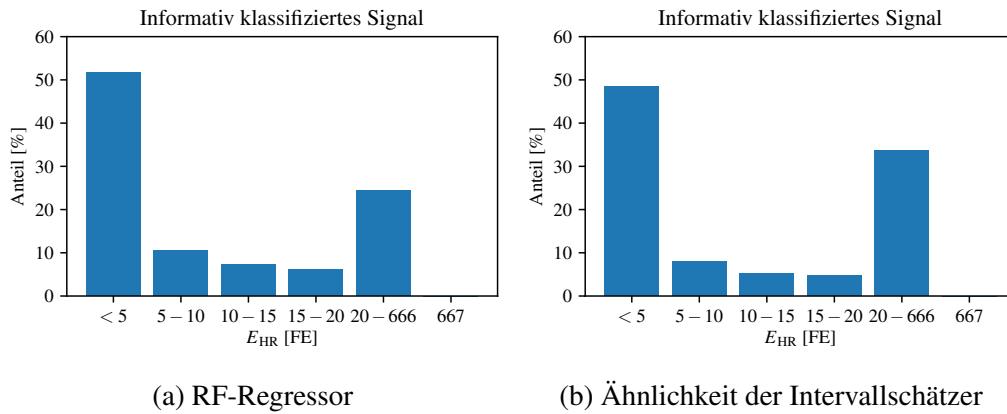 Informativ klassifiziertes Signal
60
50
40
30
20
10
0
Anteil [%]
< 5 5 − 10 10 − 15 15 − 20 20 − 666 667
E_HR [FE]
(a) RF-Regressor
Informativ klassifiziertes Signal
60
50
40
30
20
10
0
Anteil [%]
< 5 5 − 10 10 − 15 15 − 20 20 − 666 667
E_HR [FE]
(b) Ähnlichkeit der Intervallschätzer